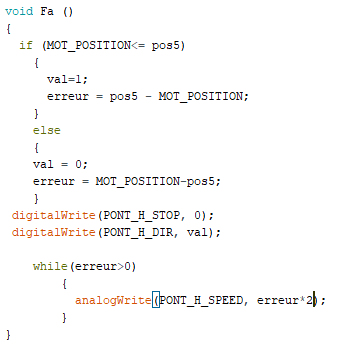 void Fa ()
{
if (MOT_POSITION<= pos5)
{
val=1;
erreur = pos5 - MOT_POSITION;
}
else
{
val = 0;
erreur = MOT_POSITION-pos5;
}
digitalWrite(PONT_H_STOP, 0);
digitalWrite(PONT_H_DIR, val);
while(erreur>0)
{
analogWrite(PONT_H_SPEED, erreur*2);
}
}